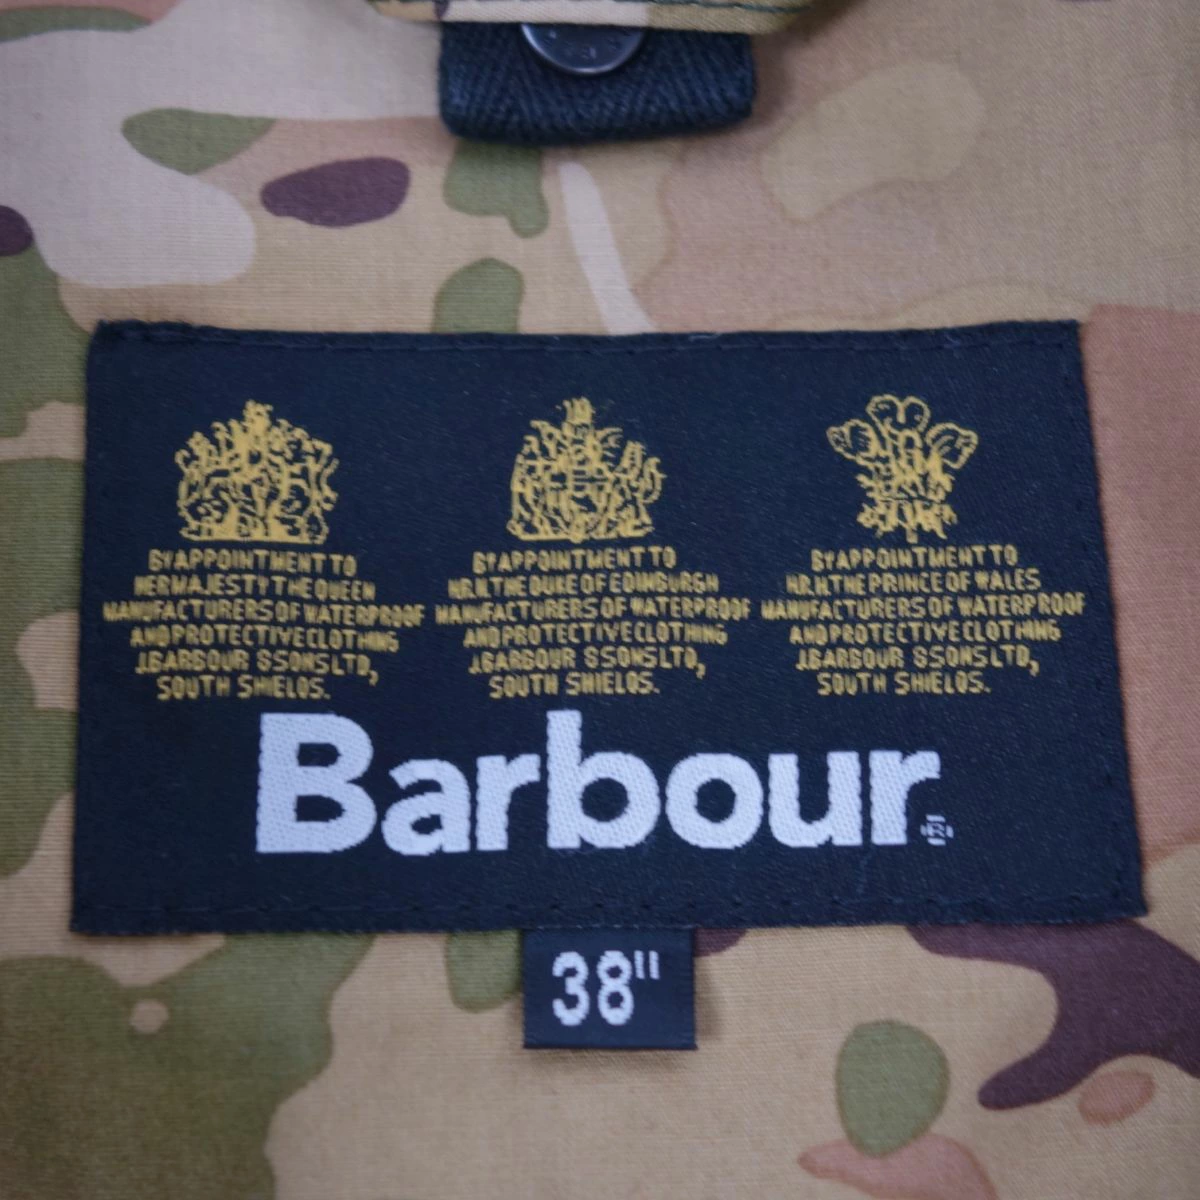 BY APPOINTMENT TO
HER MAJESTY THE QUEEN
MANUFACTURERS OF WATERPROOF
AND PROTECTIVE CLOTHING
J.BARBOUR & SONS LTD,
SOUTH SHIELDS.
BY APPOINTMENT TO
H.R.H. THE DUKE OF EDINBURGH
MANUFACTURERS OF WATERPROOF
AND PROTECTIVE CLOTHING
J.BARBOUR & SONS LTD,
SOUTH SHIELDS.
BY APPOINTMENT TO
H.R.H. THE PRINCE OF WALES
MANUFACTURERS OF WATERPROOF
AND PROTECTIVE CLOTHING
J.BARBOUR & SONS LTD,
SOUTH SHIELDS.
Barbour®
38"